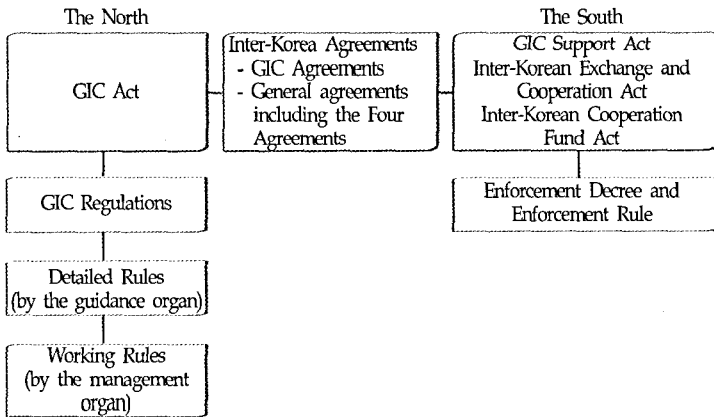 The North
The South
GIC Act
Inter-Korea Agreements
- GIC Agreements
- General agreements
including the Four
Agreements
GIC Support Act
Inter-Korean Exchange and
Cooperation Act
Inter-Korean Cooperation
Fund Act
GIC Regulations
Enforcement Decree and
Enforcement Rule
Detailed Rules
(by the guidance organ)
Working Rules
(by the management
organ)